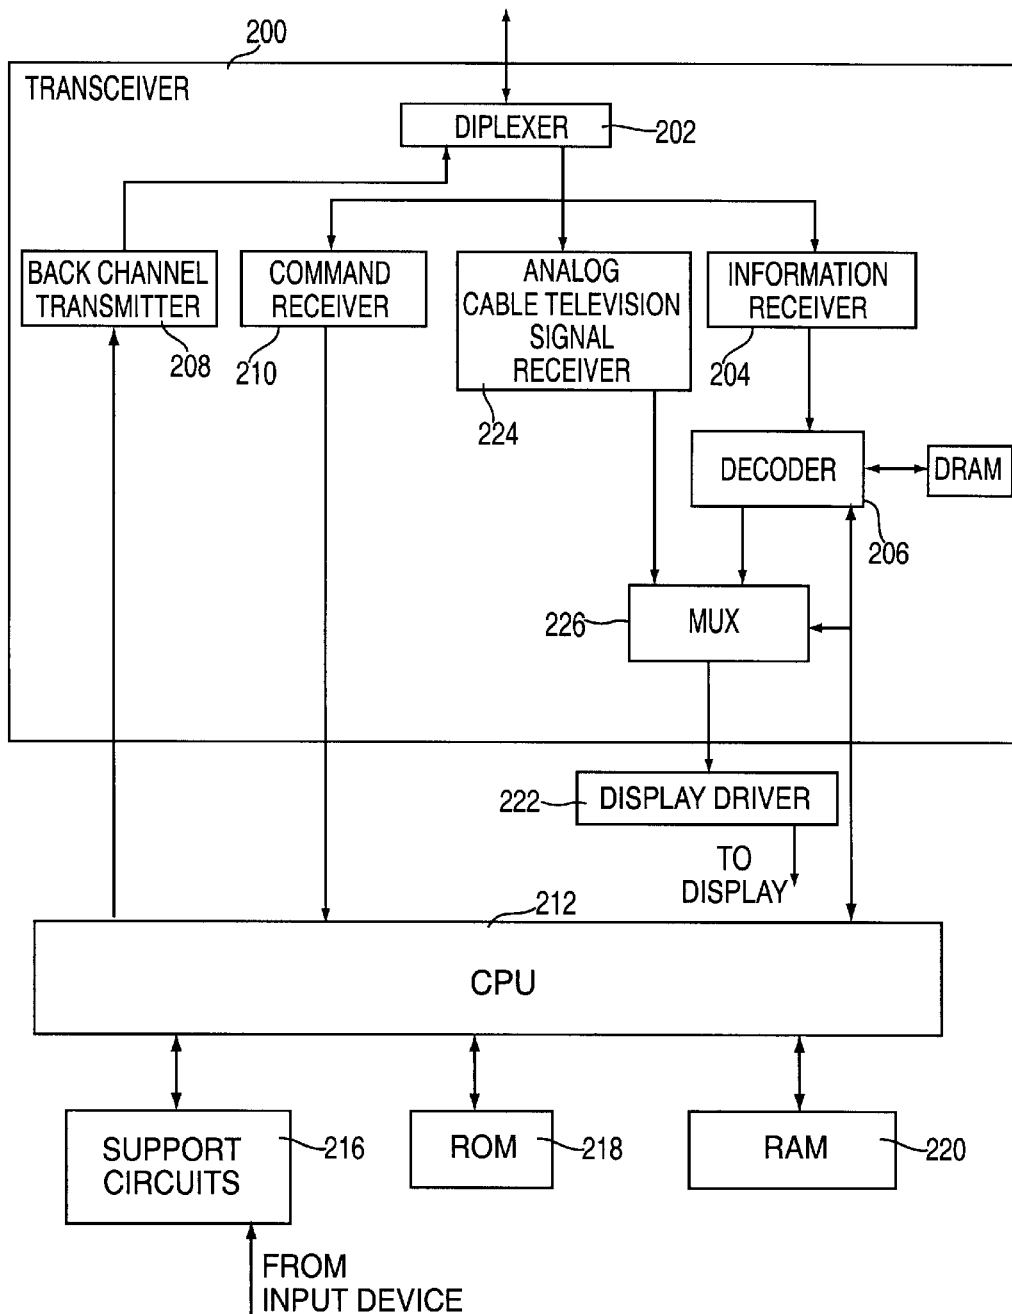 200
TRANSCEIVER
DIPLEXER
202
BACK CHANNEL
TRANSMITTER
208
COMMAND
RECEIVER
210
ANALOG
CABLE TELEVISION
SIGNAL
RECEIVER
224
INFORMATION
RECEIVER
204
DECODER
206
DRAM
226
MUX
222
DISPLAY DRIVER
TO
DISPLAY
212
CPU
SUPPORT
CIRCUITS
216
ROM
218
RAM
220
FROM
INPUT DEVICE